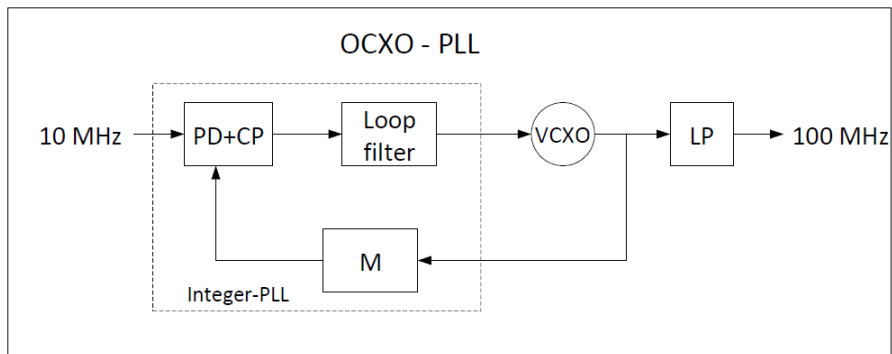 OCXO - PLL
10 MHz
PD+CP
Loop
filter
VCXO
LP
100 MHz
M
Integer-PLL